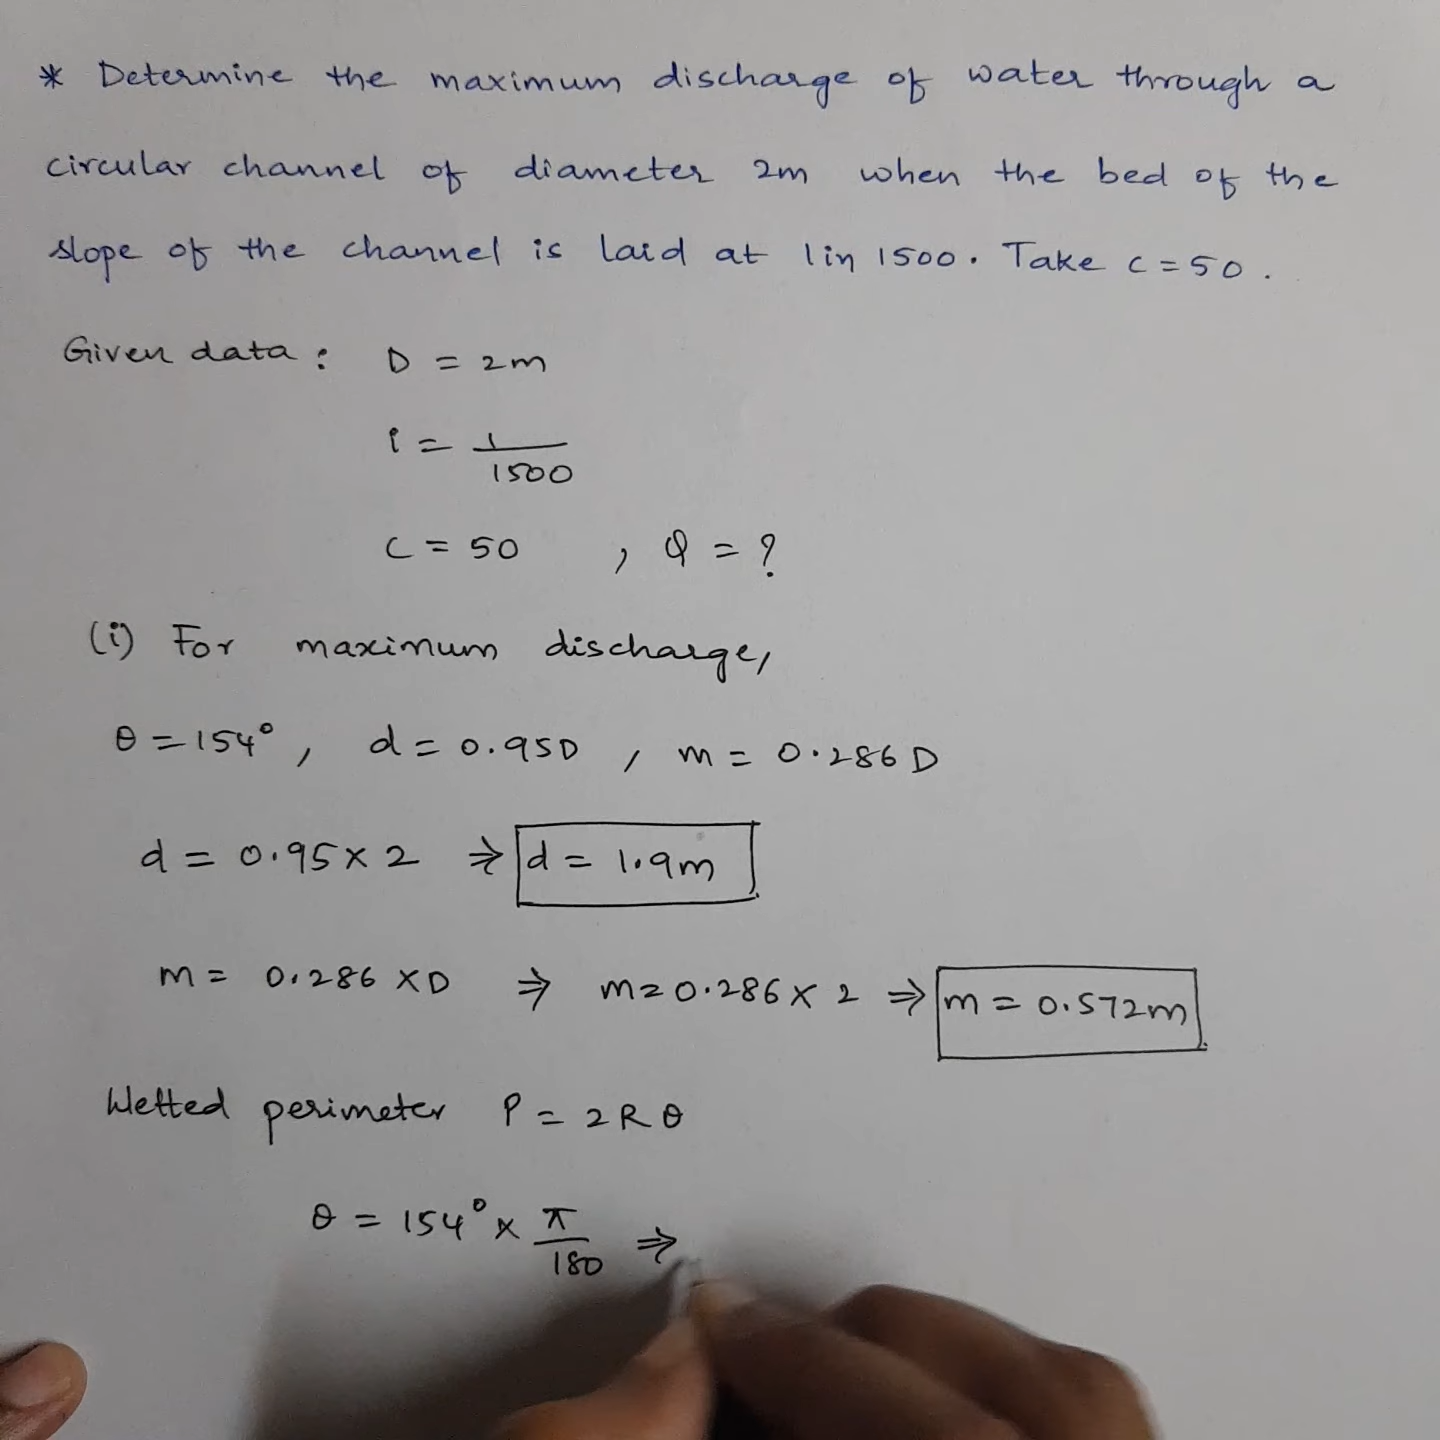 * Determine the maximum discharge of water through a
circular channel of diameter 2m when the bed of the
slope of the channel is laid at 1 in 1500. Take c = 50.
Given data : D = 2m
i = 1/1500
C = 50 , Q = ?
(i) For maximum discharge,
θ = 154° , d = 0.95D , m = 0.286 D
d = 0.95 × 2 ⇒ d = 1.9m
m = 0.286 × D ⇒ m = 0.286 × 2 ⇒ m = 0.572m
Wetted perimeter P = 2Rθ
θ = 154° × π/180 ⇒